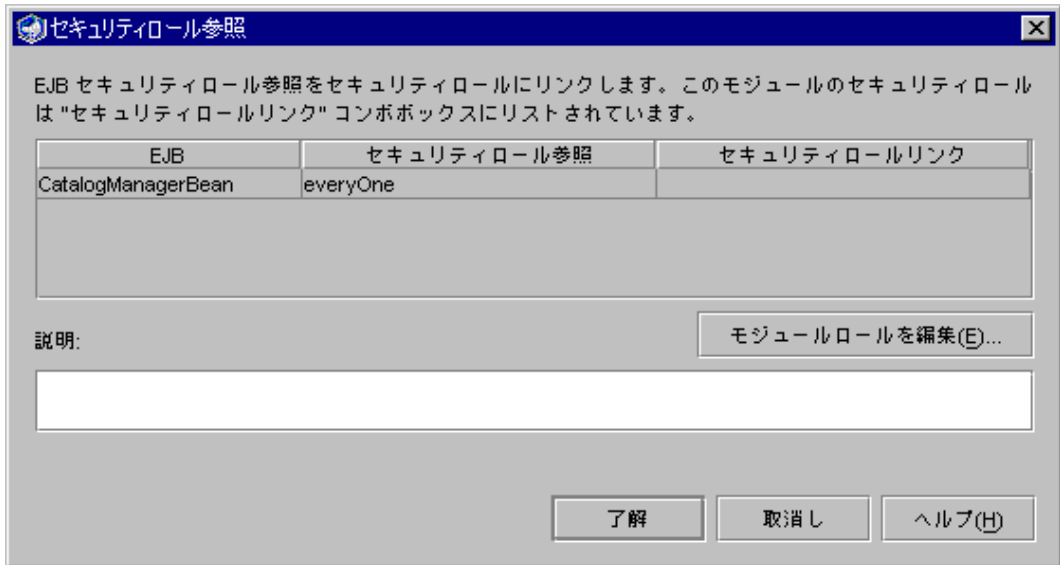 セキュリティロール参照
EJB セキュリティロール参照をセキュリティロールにリンクします。このモジュールのセキュリティロール
は "セキュリティロールリンク" コンボボックスにリストされています。
EJB セキュリティロール参照 セキュリティロールリンク
CatalogManagerBean everyOne
説明: モジュールロールを編集(E)...
了解 取消し ヘルプ(H)